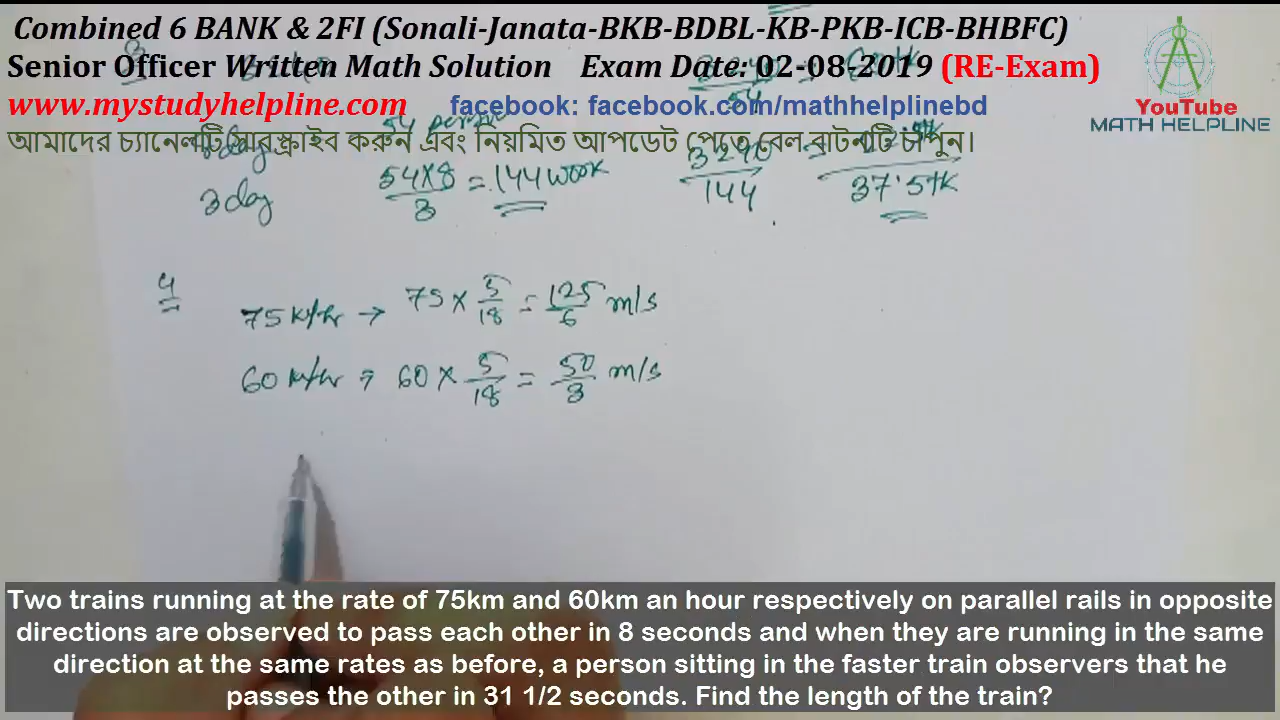 Combined 6 BANK & 2FI (Sonali-Janata-BKB-BDBL-KB-PKB-ICB-BHBFC)
Senior Officer Written Math Solution Exam Date: 02-08-2019 (RE-Exam)
www.mystudyhelpline.com facebook: facebook.com/mathhelplinebd
আমাদের চ্যানেলটি সাবস্ক্রাইব করুন এবং নিয়মিত আপডেট পেতে বেল বাটনটি চাপুন।
YouTube
MATH HELPLINE
3 day 54×8/3 = 144 week 3240/144 = 37.5 tk
4
75 km/hr → 75 × 5/18 = 125/6 m/s
60 km/hr → 60 × 5/18 = 50/3 m/s
Two trains running at the rate of 75km and 60km an hour respectively on parallel rails in opposite
directions are observed to pass each other in 8 seconds and when they are running in the same
direction at the same rates as before, a person sitting in the faster train observers that he
passes the other in 31 1/2 seconds. Find the length of the train?